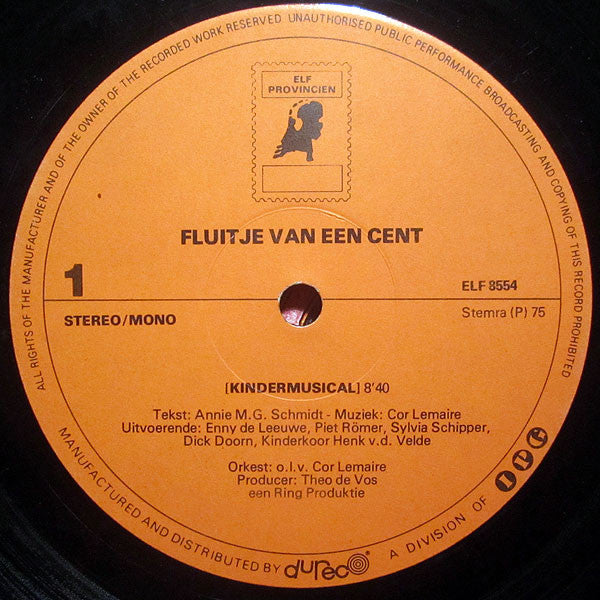 ALL RIGHTS OF THE MANUFACTURER AND OF THE OWNER OF THE RECORDED WORK RESERVED UNAUTHORISED PUBLIC PERFORMANCE BROADCASTING AND COPYING OF THIS RECORD PROHIBITED
ELF
PROVINCIEN
FLUITJE VAN EEN CENT
1
ELF 8554
STEREO/MONO
Stemra (P) 75
[KINDERMUSICAL] 8'40
Tekst: Annie M.G. Schmidt - Muziek: Cor Lemaire
Uitvoerende: Enny de Leeuwe, Piet Römer, Sylvia Schipper,
Dick Doorn, Kinderkoor Henk v.d. Velde
Orkest: o.l.v. Cor Lemaire
Producer: Theo de Vos
een Ring Produktie
MANUFACTURED AND DISTRIBUTED BY dureco A DIVISION OF